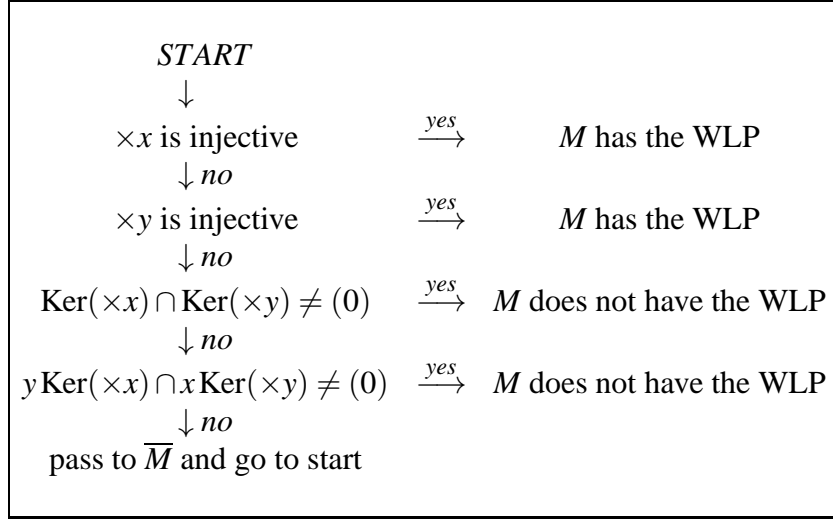 START
↓
×x is injective yes⟶ M has the WLP
↓ no
×y is injective yes⟶ M has the WLP
↓ no
Ker(×x) ∩ Ker(×y) ≠ (0) yes⟶ M does not have the WLP
↓ no
y Ker(×x) ∩ x Ker(×y) ≠ (0) yes⟶ M does not have the WLP
↓ no
pass to M̅ and go to start